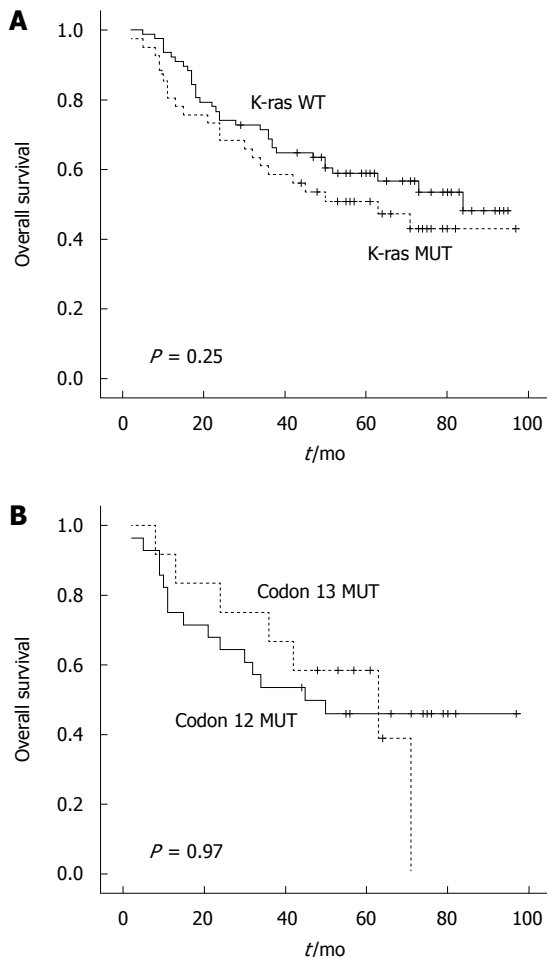 A
1.0
0.8
0.6
0.4
0.2
0.0
Overall survival
K-ras WT
K-ras MUT
P = 0.25
0 20 40 60 80 100
t/mo
B
1.0
0.8
0.6
0.4
0.2
0.0
Overall survival
Codon 13 MUT
Codon 12 MUT
P = 0.97
0 20 40 60 80 100
t/mo